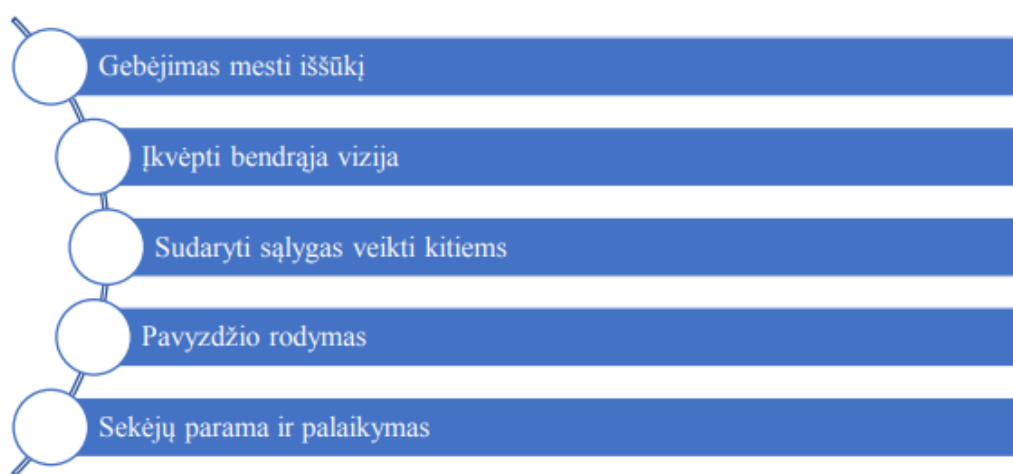 Gebėjimas mesti iššūkį
Įkvėpti bendrąja vizija
Sudaryti sąlygas veikti kitiems
Pavyzdžio rodymas
Sekėjų parama ir palaikymas